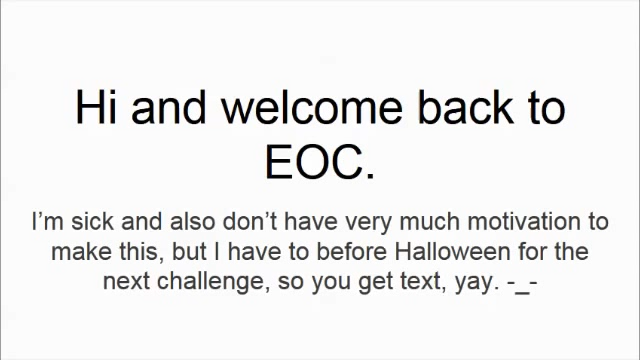 Hi and welcome back to
EOC.
I’m sick and also don’t have very much motivation to
make this, but I have to before Halloween for the
next challenge, so you get text, yay. -_-